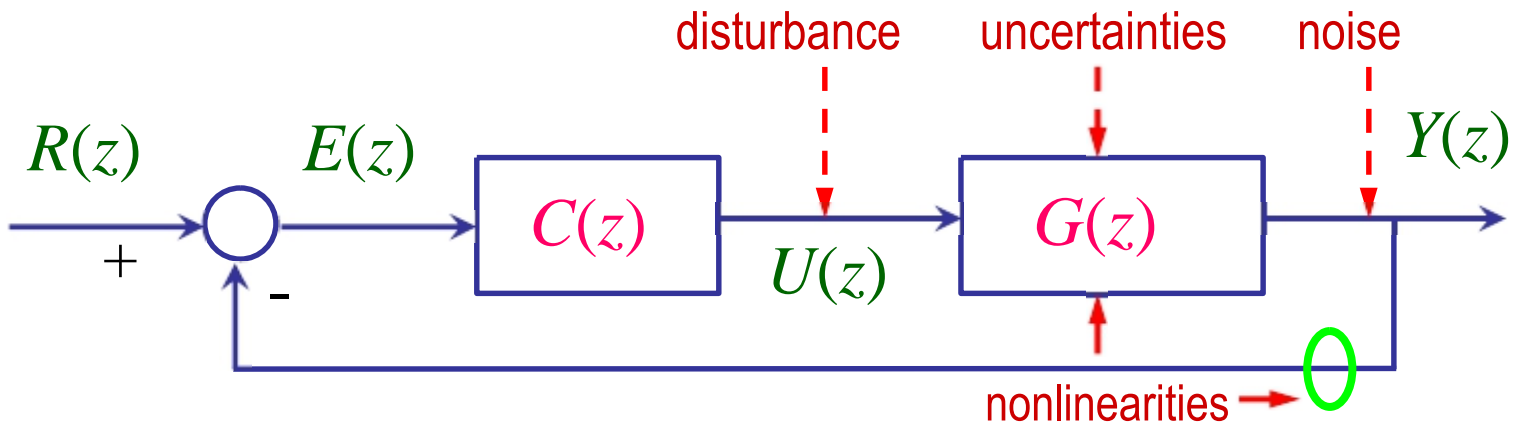 disturbance uncertainties noise
R(z) E(z) Y(z)
C(z) G(z)
+ U(z)
-
nonlinearities